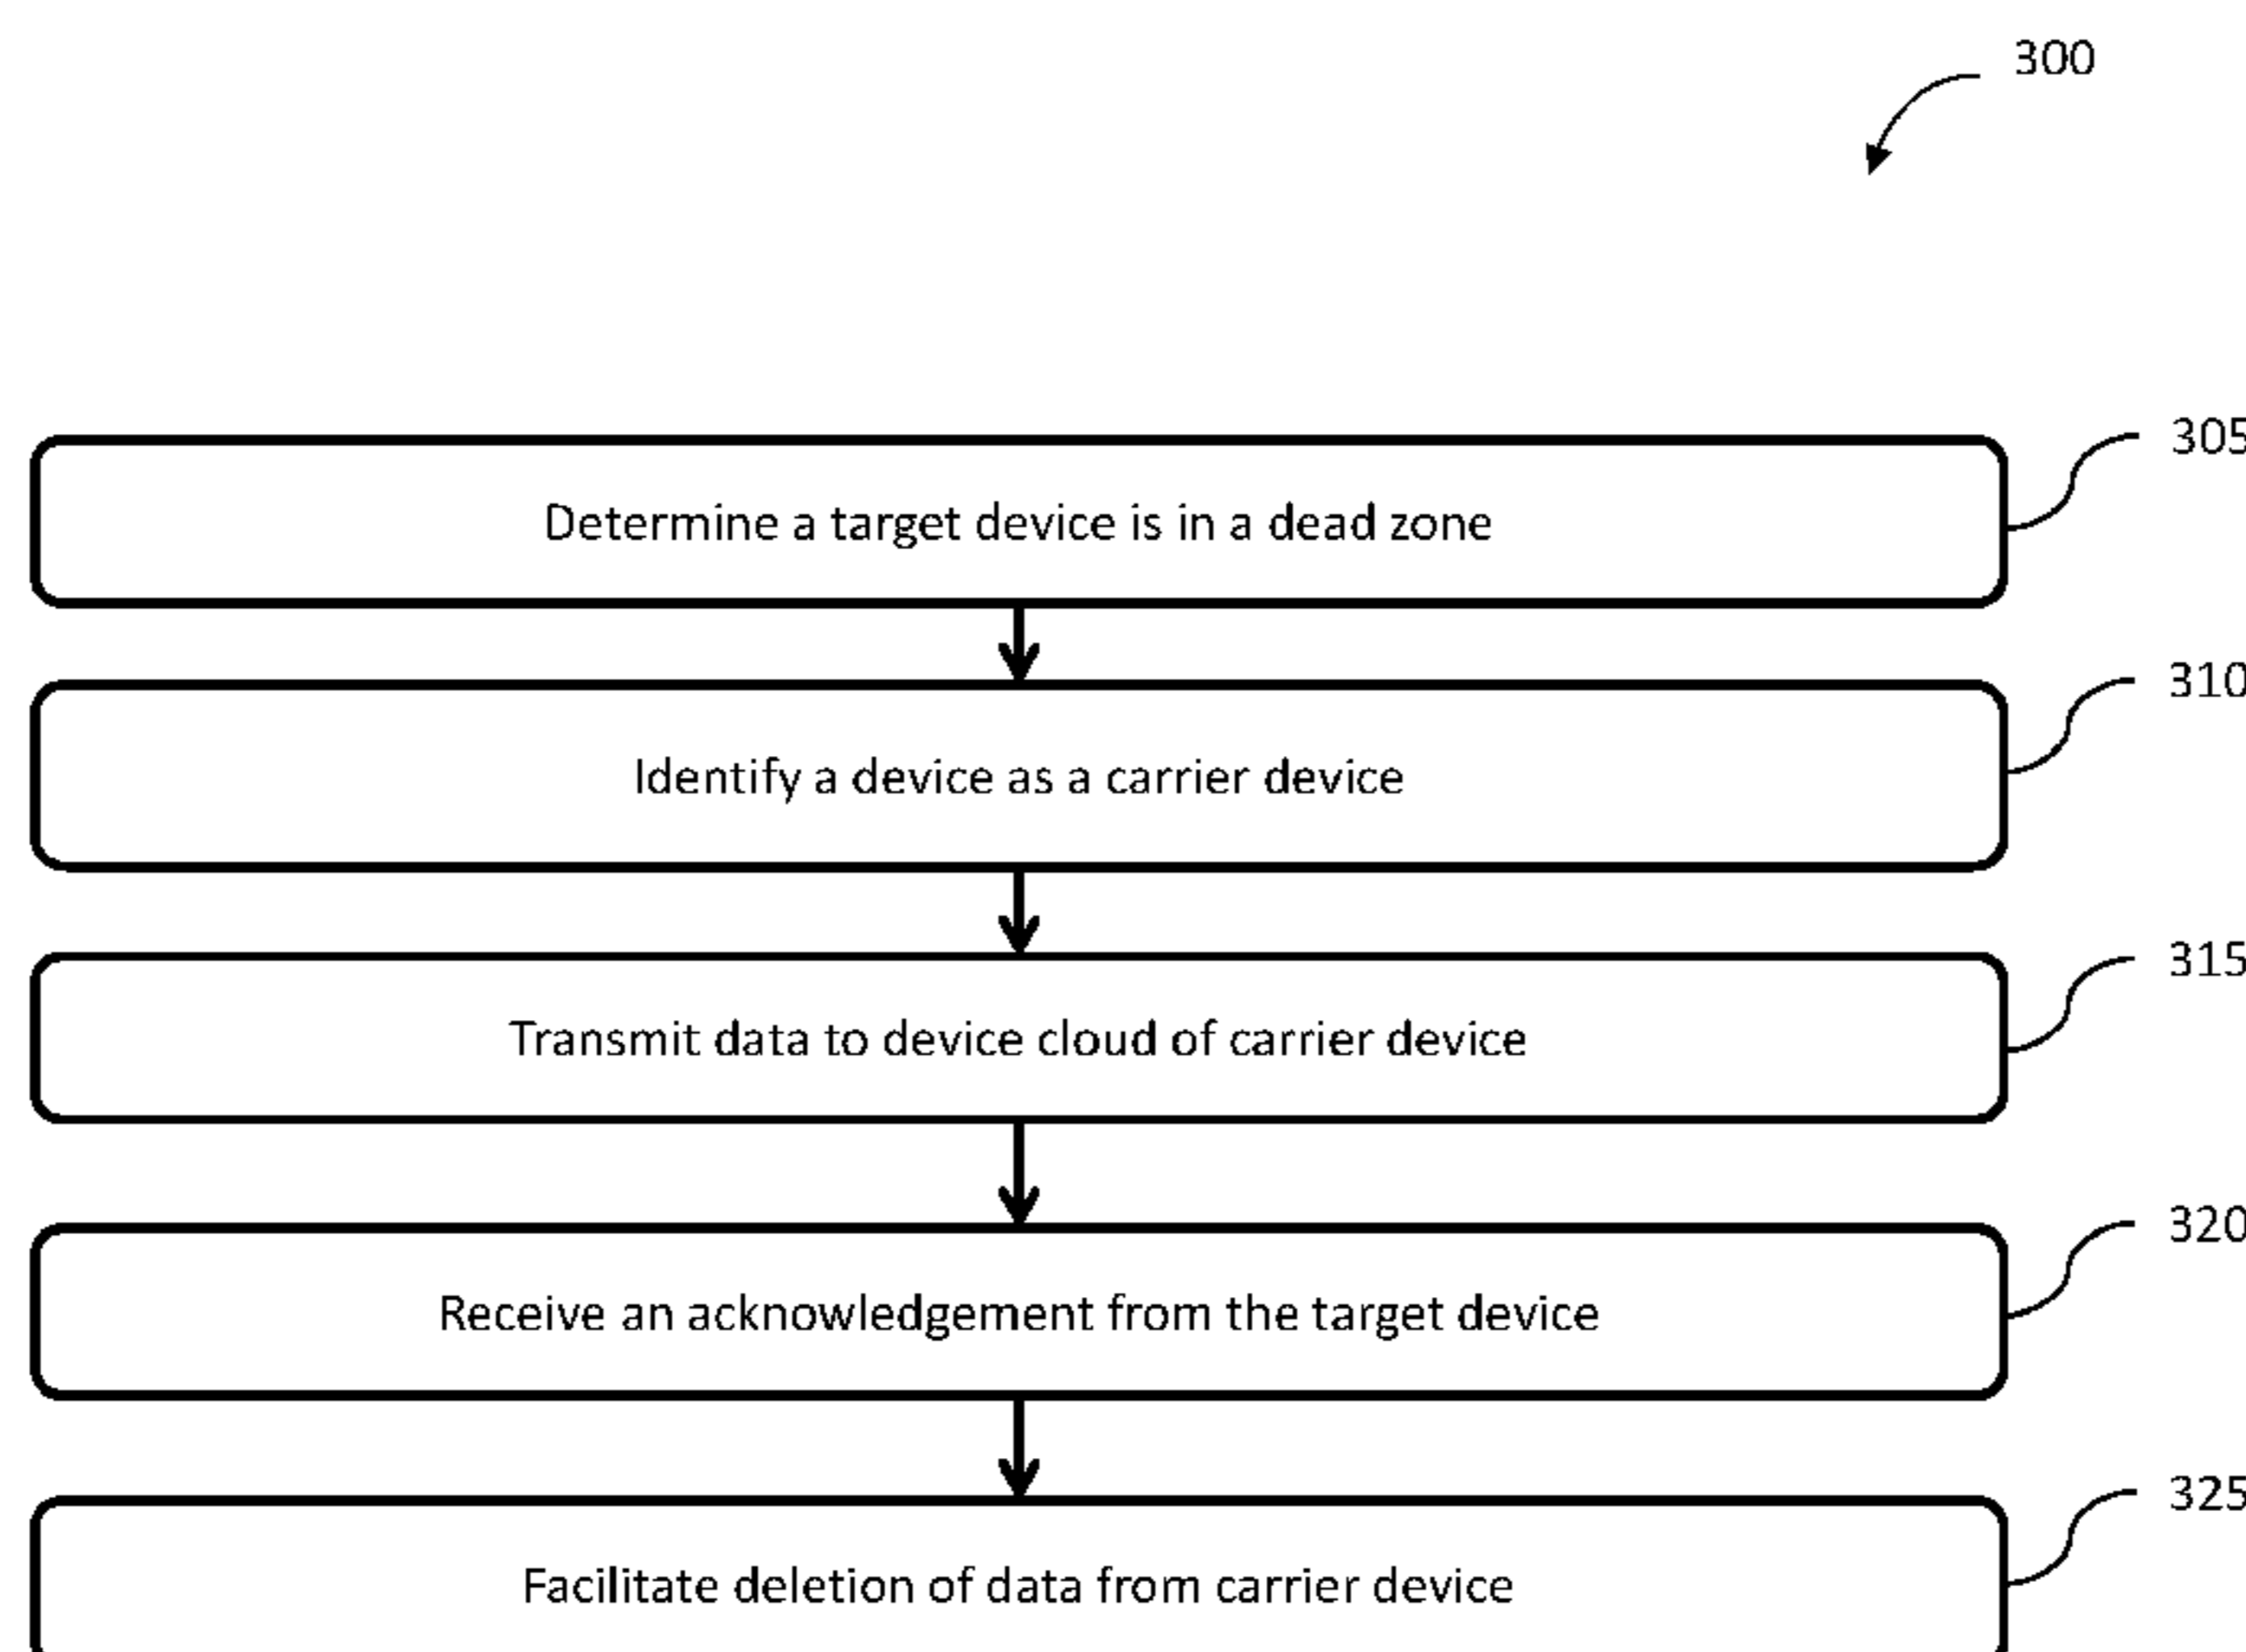 300
305
Determine a target device is in a dead zone
310
Identify a device as a carrier device
315
Transmit data to device cloud of carrier device
320
Receive an acknowledgement from the target device
325
Facilitate deletion of data from carrier device